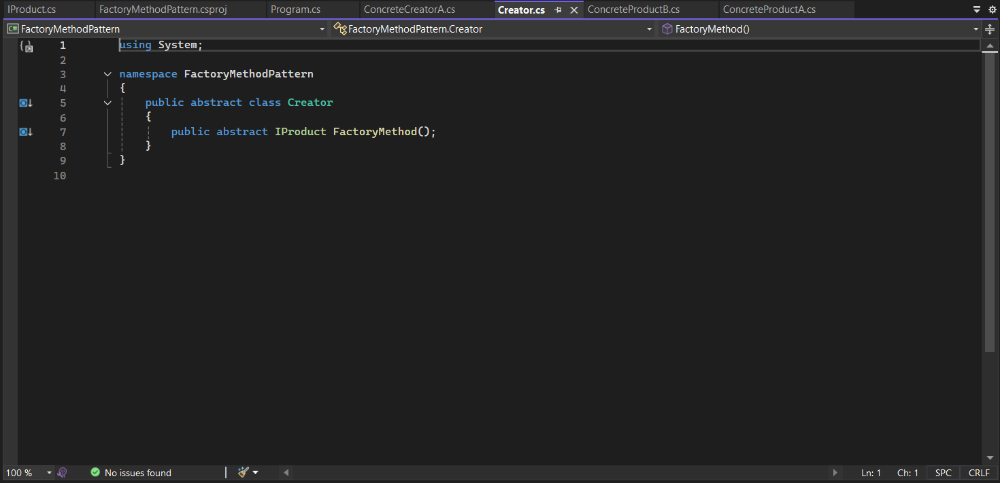 IProduct.cs FactoryMethodPattern.csproj Program.cs ConcreteCreatorA.cs Creator.cs ConcreteProductB.cs ConcreteProductA.cs
C# FactoryMethodPattern FactoryMethodPattern.Creator FactoryMethod()
1 using System;
2
3 namespace FactoryMethodPattern
4 {
5 public abstract class Creator
6 {
7 public abstract IProduct FactoryMethod();
8 }
9 }
10
100 % No issues found Ln: 1 Ch: 1 SPC CRLF